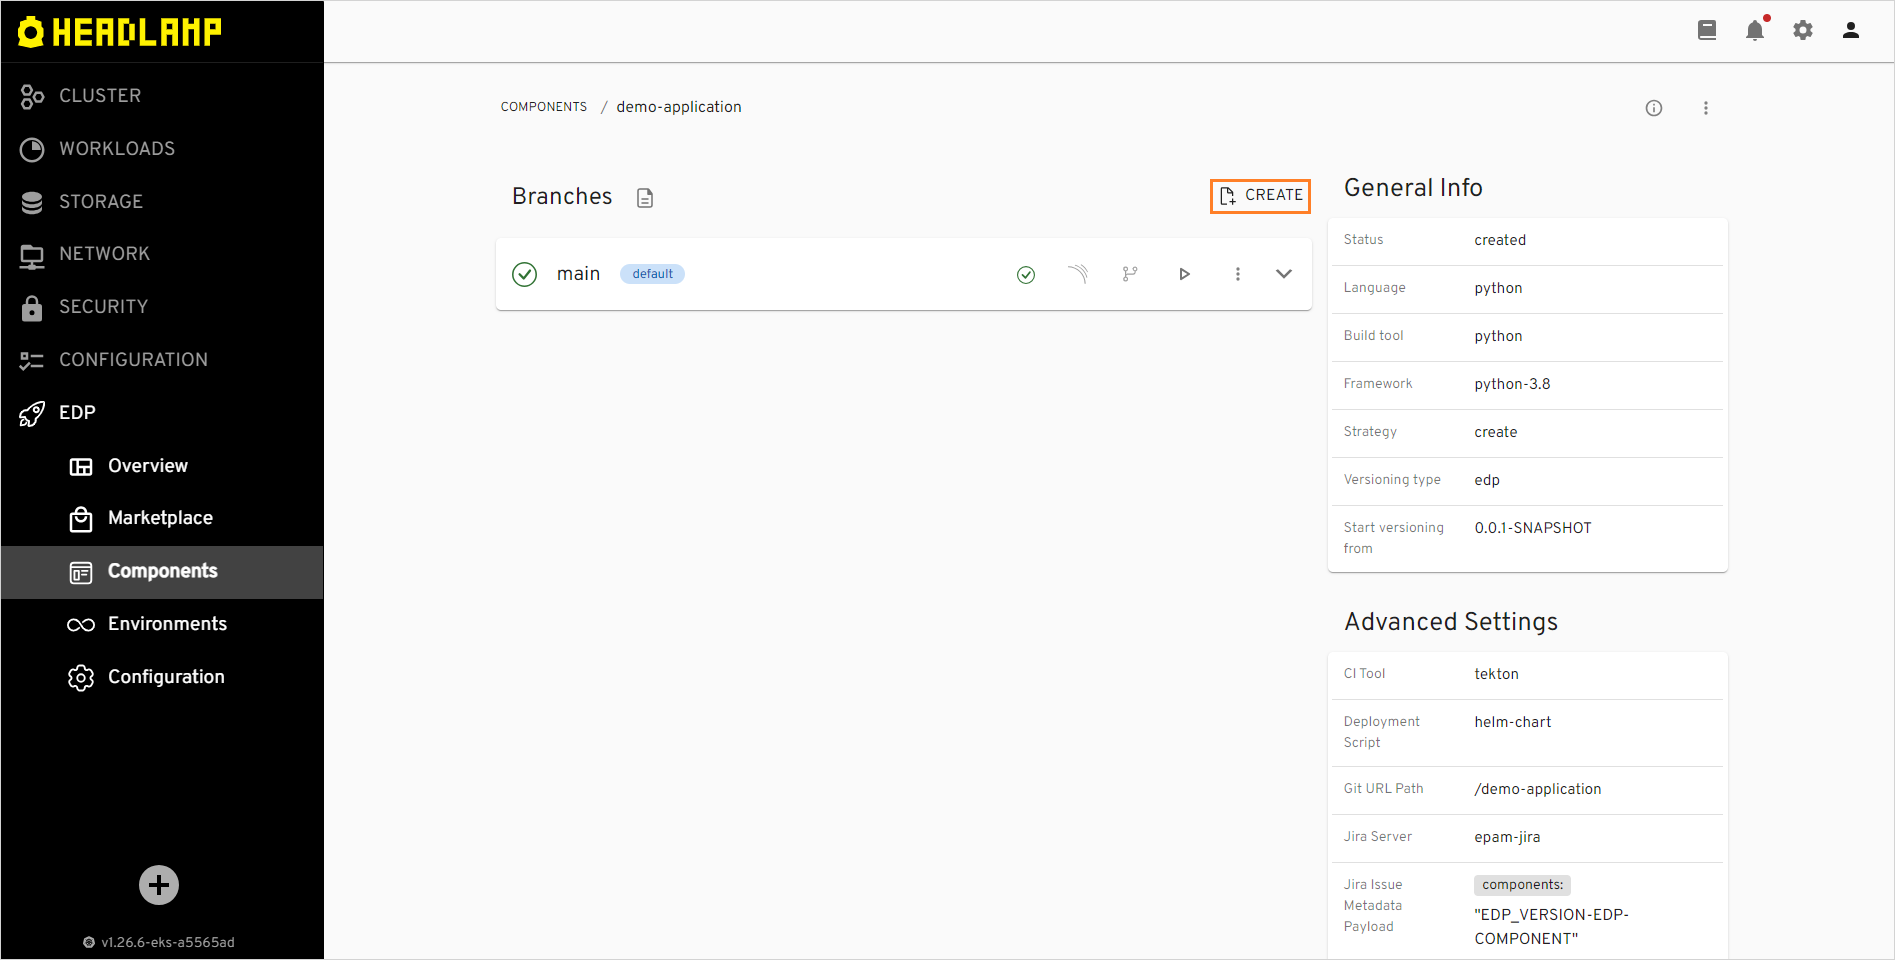 HEADLAMP
CLUSTER
WORKLOADS
STORAGE
NETWORK
SECURITY
CONFIGURATION
EDP
Overview
Marketplace
Components
Environments
Configuration
v1.26.6-eks-a5565ad
COMPONENTS / demo-application
Branches
CREATE
main default
General Info
Status created
Language python
Build tool python
Framework python-3.8
Strategy create
Versioning type edp
Start versioning 0.0.1-SNAPSHOT
from
Advanced Settings
CI Tool tekton
Deployment helm-chart
Script
Git URL Path /demo-application
Jira Server epam-jira
Jira Issue components:
Metadata "EDP_VERSION-EDP-
Payload COMPONENT"